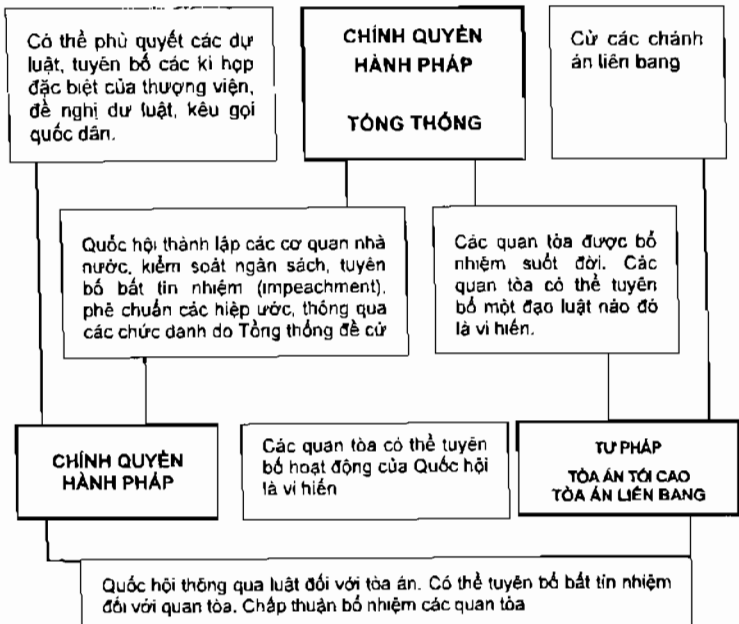 Có thể phủ quyết các dự
luật, tuyên bố các kì họp
đặc biệt của thượng viện,
đề nghị dự luật, kêu gọi
quốc dân.
CHÍNH QUYỀN
HÀNH PHÁP
TỔNG THỐNG
Cử các chánh
án liên bang
Quốc hội thành lập các cơ quan nhà
nước, kiểm soát ngân sách, tuyên
bố bất tín nhiệm (impeachment),
phê chuẩn các hiệp ước, thông qua
các chức danh do Tổng thống đề cử
Các quan tòa được bổ
nhiệm suốt đời. Các
quan tòa có thể tuyên
bố một đạo luật nào đó
là vi hiến.
CHÍNH QUYỀN
HÀNH PHÁP
Các quan tòa có thể tuyên
bố hoạt động của Quốc hội
là vi hiến
TƯ PHÁP
TÒA ÁN TỐI CAO
TÒA ÁN LIÊN BANG
Quốc hội thông qua luật đối với tòa án. Có thể tuyên bố bất tín nhiệm
đối với quan tòa. Chấp thuận bổ nhiệm các quan tòa